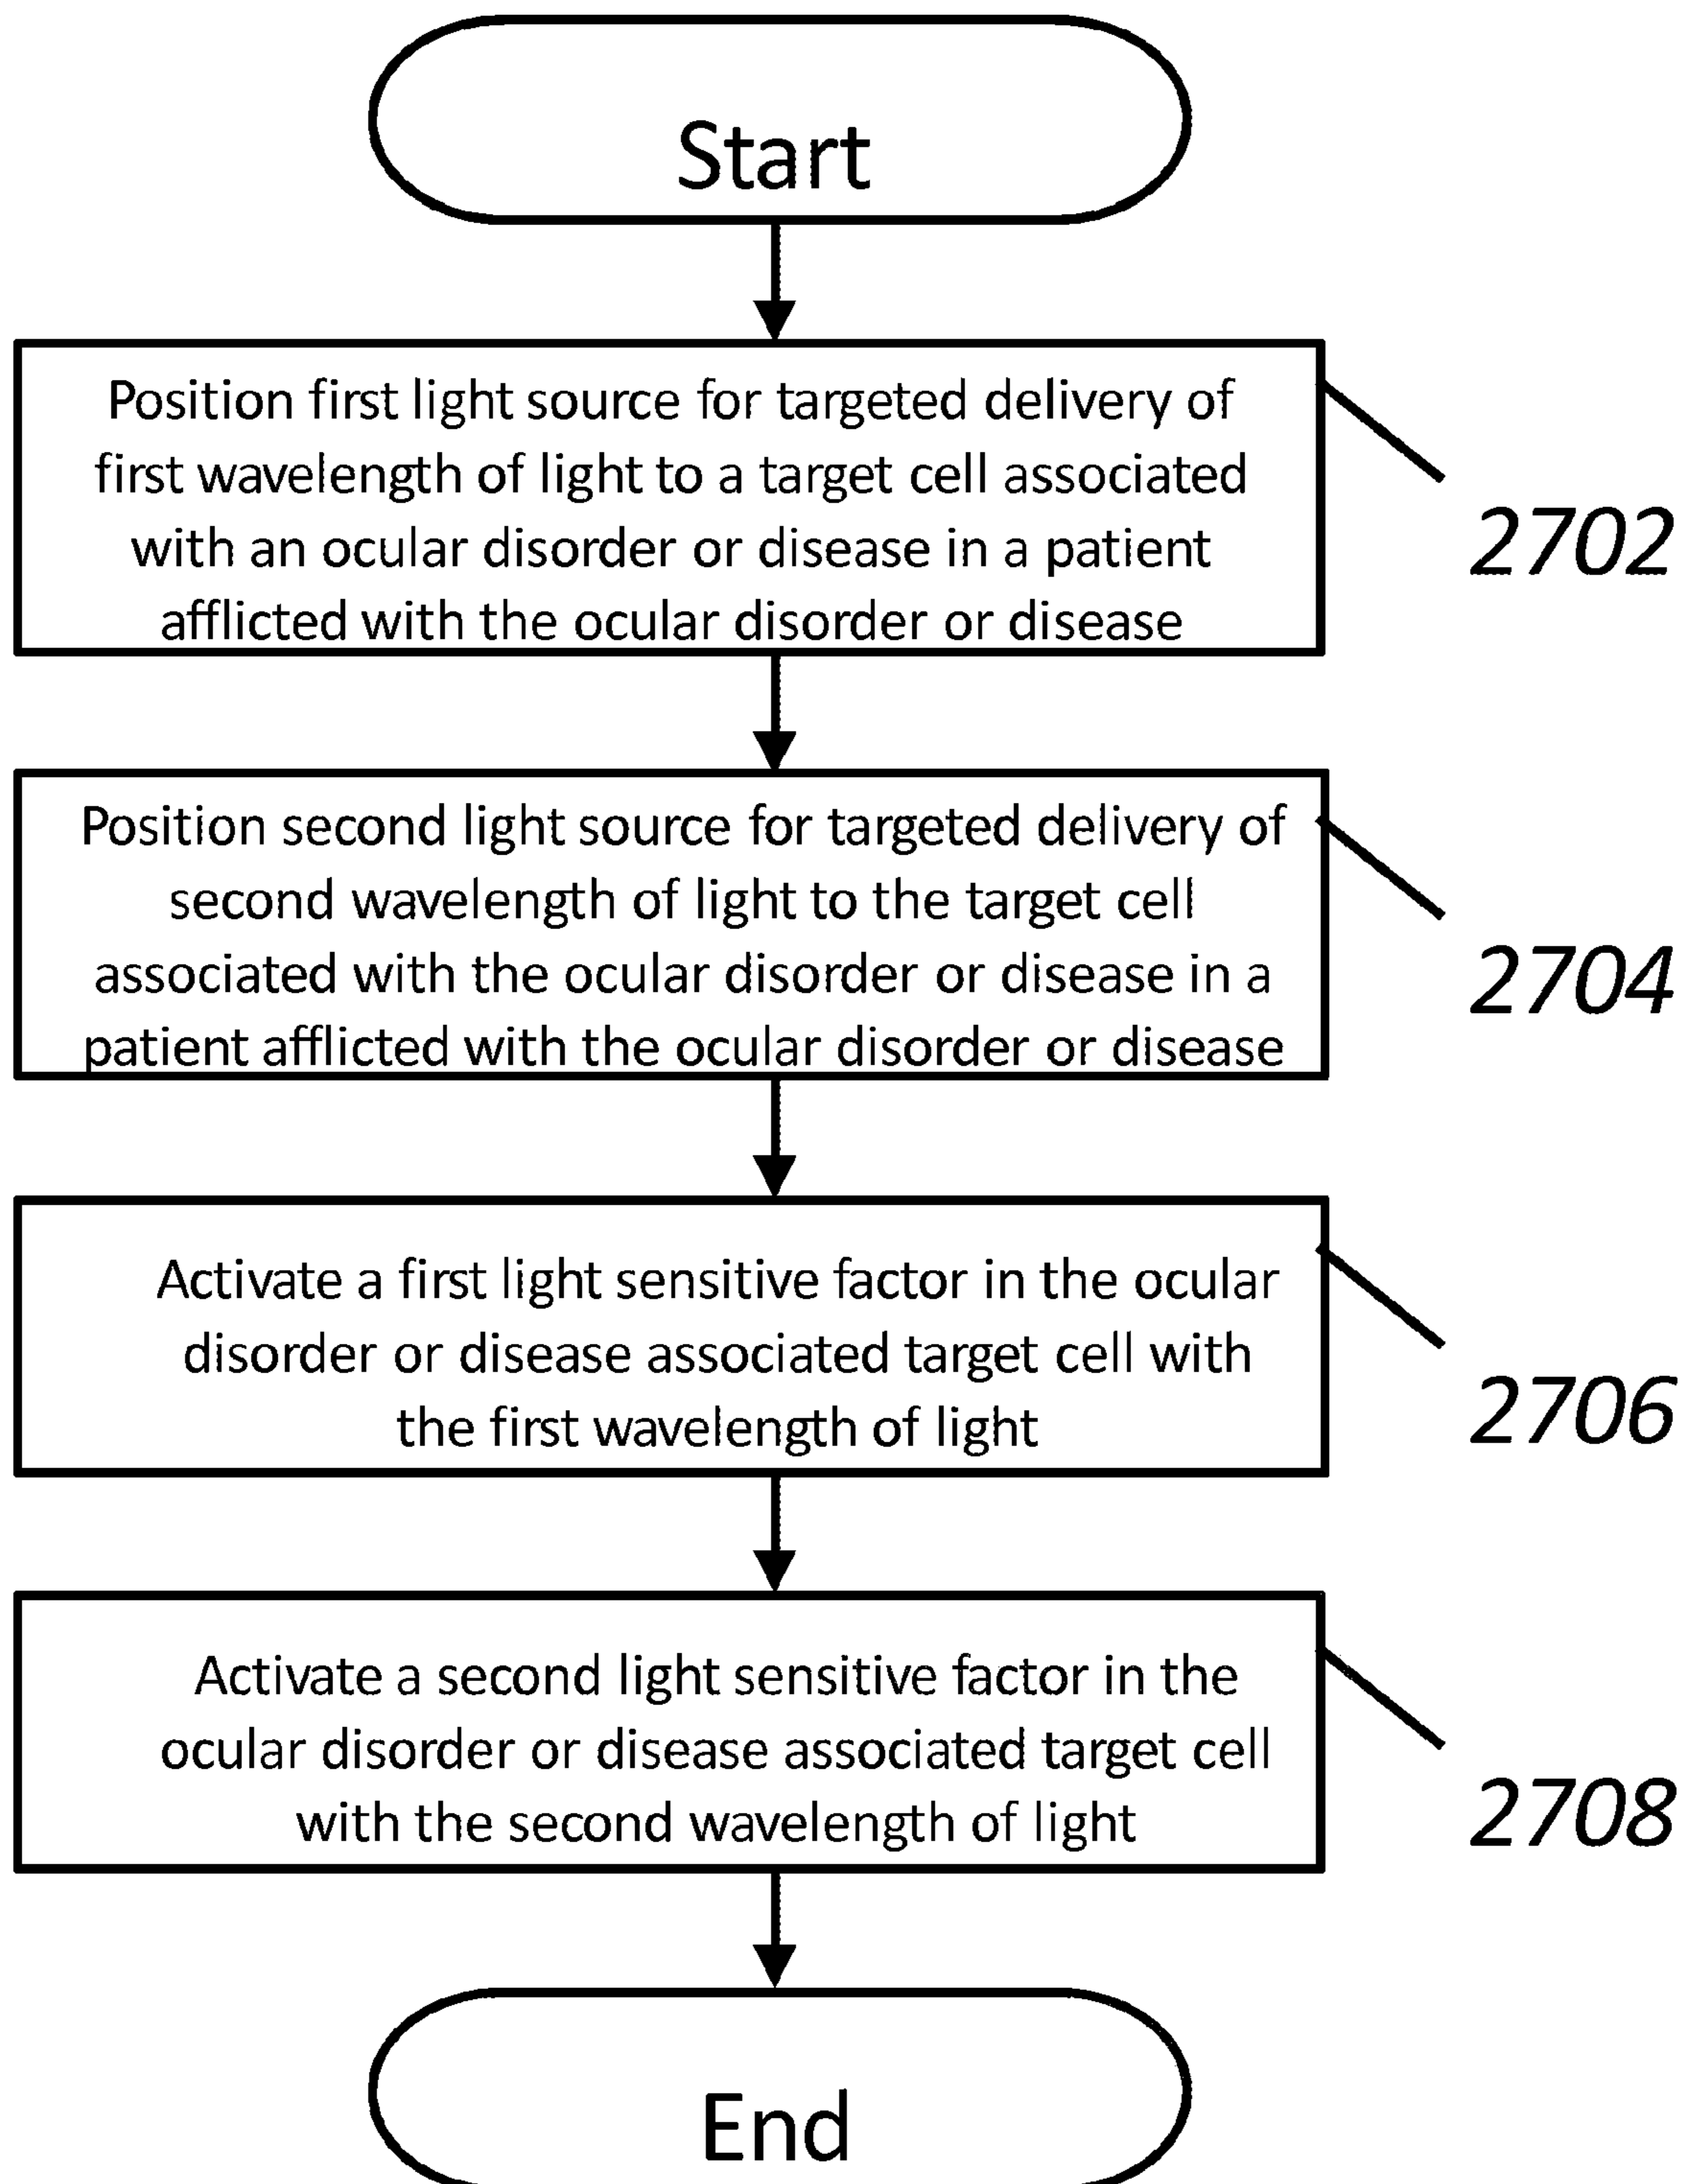 Start
Position first light source for targeted delivery of
first wavelength of light to a target cell associated
with an ocular disorder or disease in a patient
afflicted with the ocular disorder or disease
2702
Position second light source for targeted delivery of
second wavelength of light to the target cell
associated with the ocular disorder or disease in a
patient afflicted with the ocular disorder or disease
2704
Activate a first light sensitive factor in the ocular
disorder or disease associated target cell with
the first wavelength of light
2706
Activate a second light sensitive factor in the
ocular disorder or disease associated target cell
with the second wavelength of light
2708
End